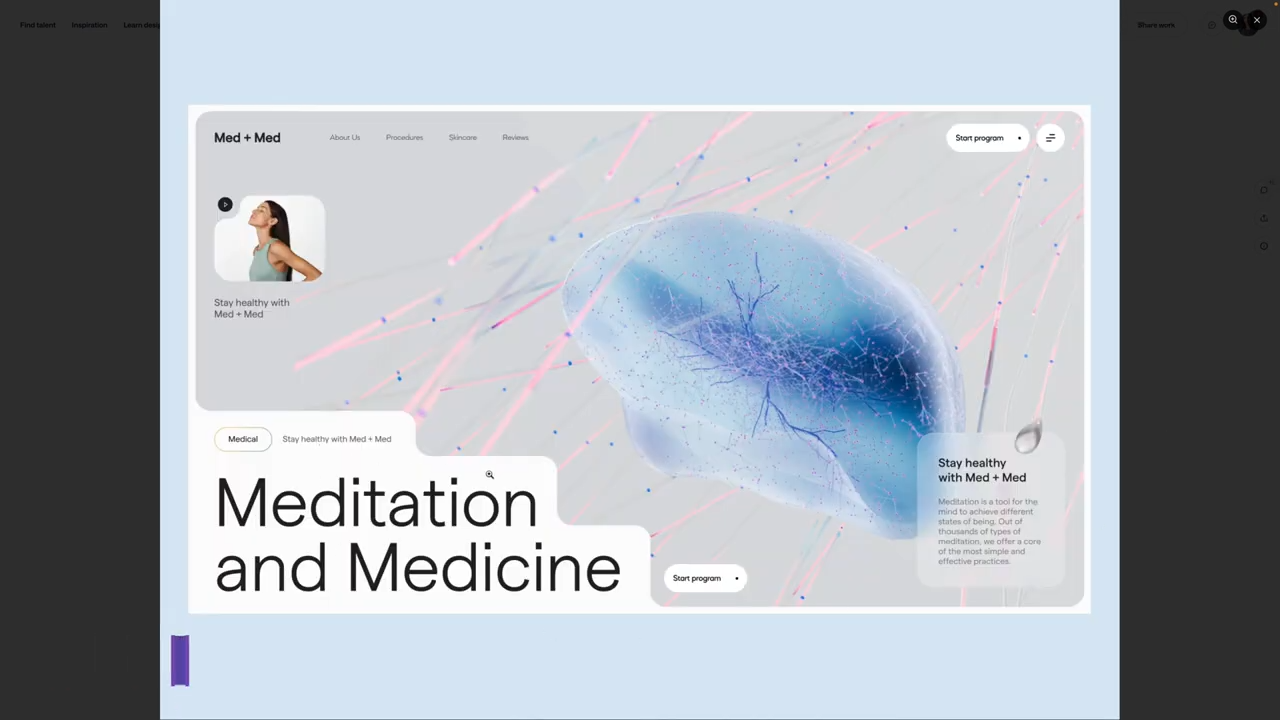 Find talent
Inspiration
Share work
Med + Med
About Us
Procedures
Skincare
Reviews
Start program
Stay healthy with
Med + Med
Medical
Stay healthy with Med + Med
Meditation
and Medicine
Start program
Stay healthy
with Med + Med
Meditation is a tool for the
mind to achieve different
states of being. Out of
thousands of types of
meditation, we offer a core
of the most simple and
effective practices.